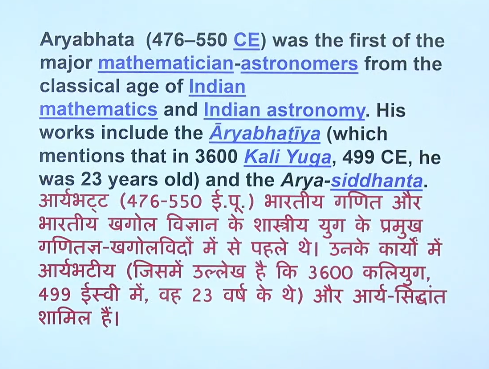 Aryabhata (476–550 CE) was the first of the
major mathematician-astronomers from the
classical age of Indian
mathematics and Indian astronomy. His
works include the Āryabhaṭīya (which
mentions that in 3600 Kali Yuga, 499 CE, he
was 23 years old) and the Arya-siddhanta.
आर्यभट्ट (476-550 ई.पू.) भारतीय गणित और
भारतीय खगोल विज्ञान के शास्त्रीय युग के प्रमुख
गणितज्ञ-खगोलविदों में से पहले थे। उनके कार्यों में
आर्यभटीय (जिसमें उल्लेख है कि 3600 कलियुग,
499 ईस्वी में, वह 23 वर्ष के थे) और आर्य-सिद्धांत
शामिल हैं।